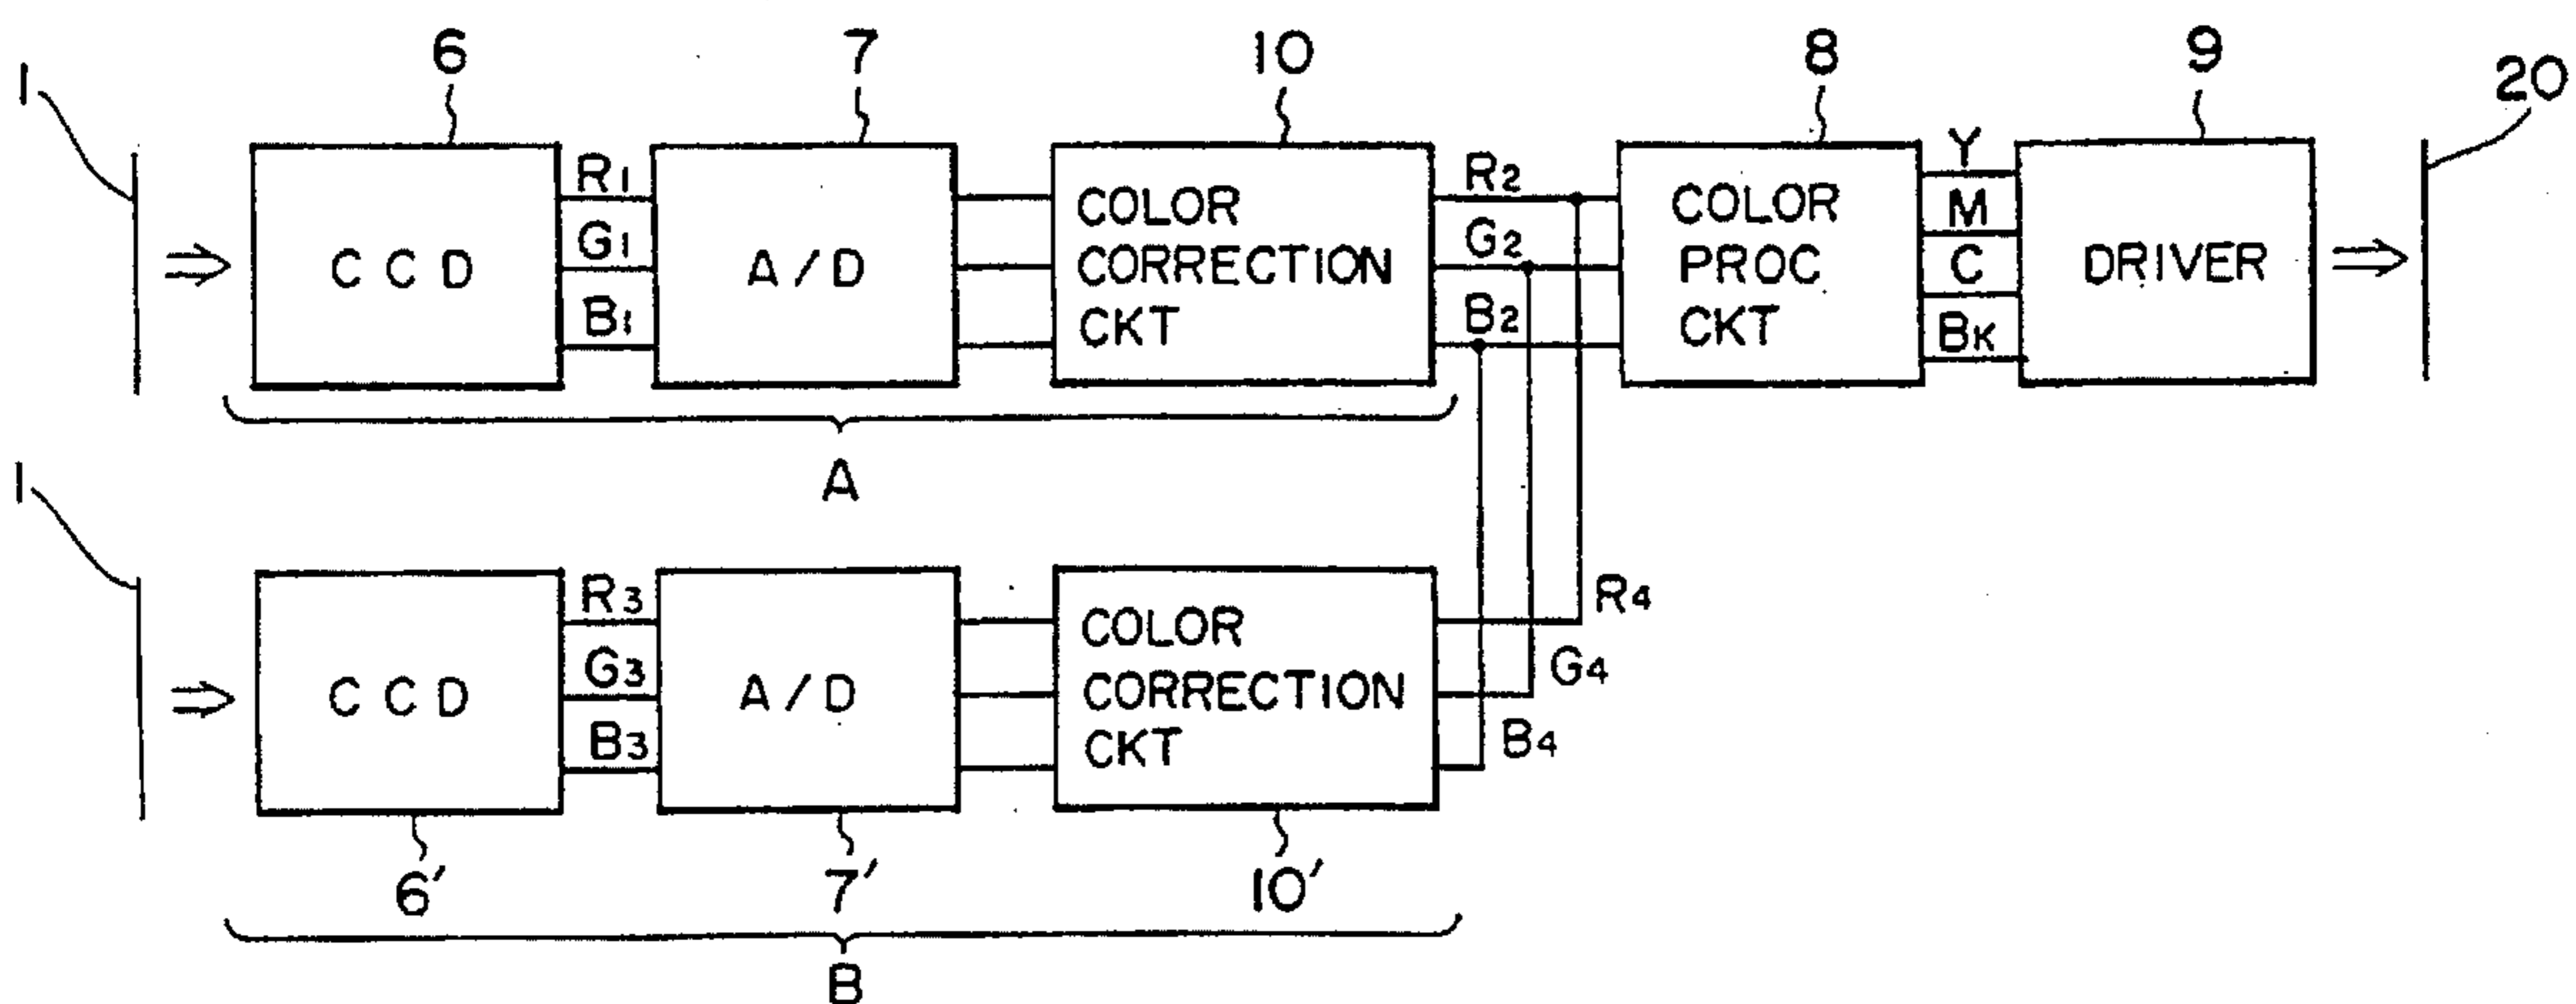 1
6
7
10
8
9
20
CCD
R1
G1
B1
A/D
COLOR
CORRECTION
CKT
R2
G2
B2
COLOR
PROC
CKT
Y
M
C
BK
DRIVER
A
1
CCD
R3
G3
B3
A/D
COLOR
CORRECTION
CKT
R4
G4
B4
6'
7'
10'
B